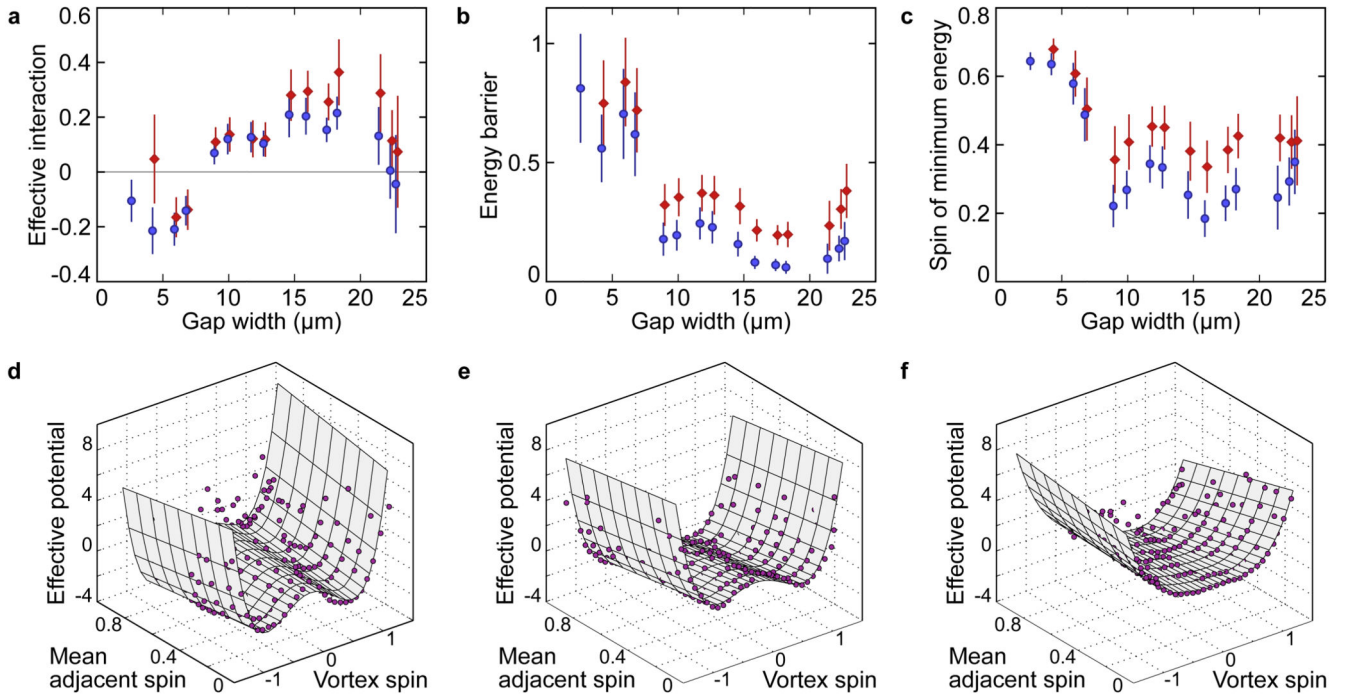 a
Effective interaction
0.6
0.4
0.2
0
-0.2
-0.4
0 5 10 15 20 25
Gap width (µm)
b
Energy barrier
1
0.5
0
0 5 10 15 20 25
Gap width (µm)
c
Spin of minimum energy
0.8
0.6
0.4
0.2
0
0 5 10 15 20 25
Gap width (µm)
d
Effective potential
8
4
0
-4
0.8
0.4
0
Mean
adjacent spin
-1
0
1
Vortex spin
e
Effective potential
8
4
0
-4
0.8
0.4
0
Mean
adjacent spin
-1
0
1
Vortex spin
f
Effective potential
8
4
0
-4
0.8
0.4
0
Mean
adjacent spin
-1
0
1
Vortex spin